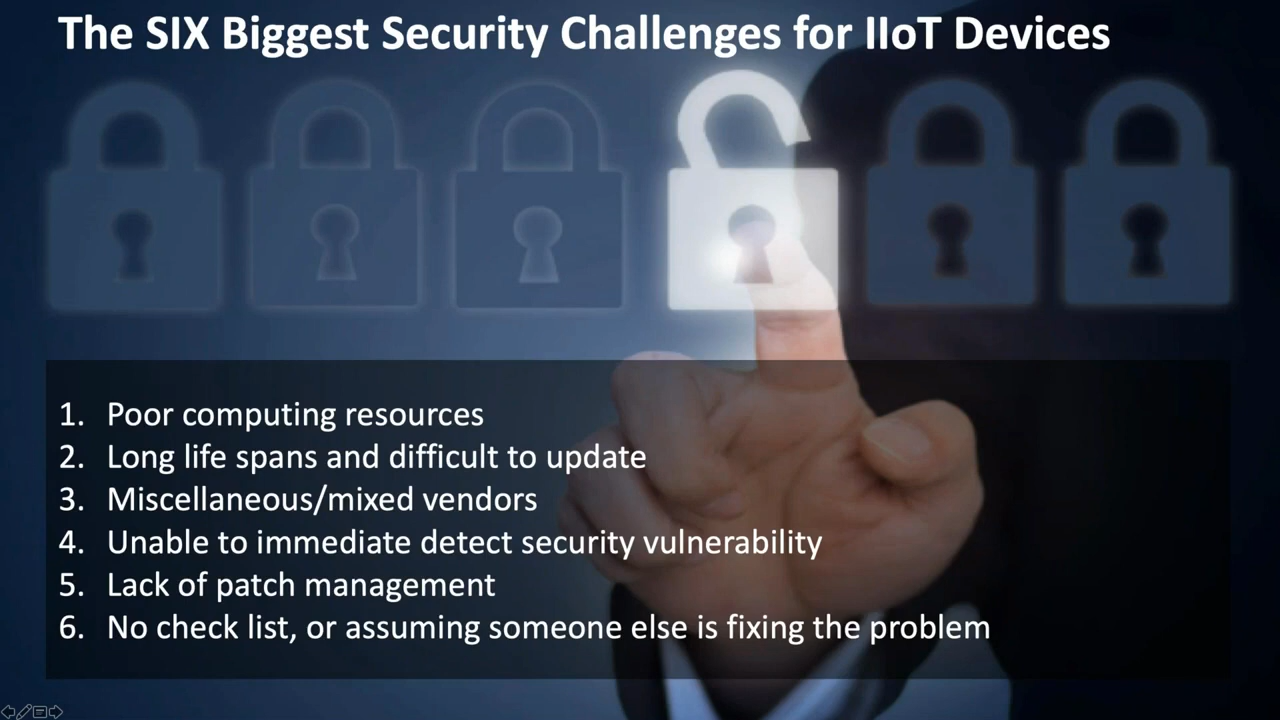 The SIX Biggest Security Challenges for IIoT Devices
1. Poor computing resources
2. Long life spans and difficult to update
3. Miscellaneous/mixed vendors
4. Unable to immediate detect security vulnerability
5. Lack of patch management
6. No check list, or assuming someone else is fixing the problem